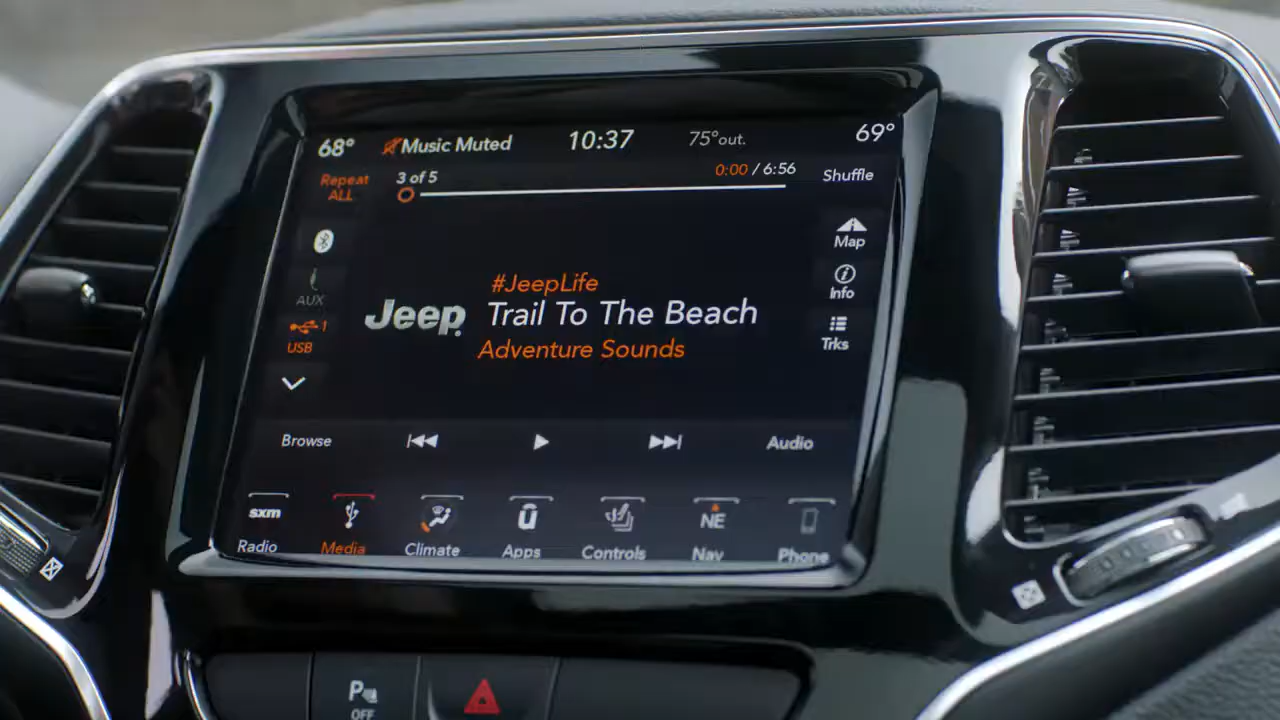 68° Music Muted 10:37 75°out. 69°
Repeat ALL 3 of 5 0:00 / 6:56 Shuffle
Map
AUX
Info
1
USB
Trks
#JeepLife
Jeep Trail To The Beach
Adventure Sounds
Browse Audio
sxm NE
Radio Media Climate Apps Controls Nav Phone
P
OFF